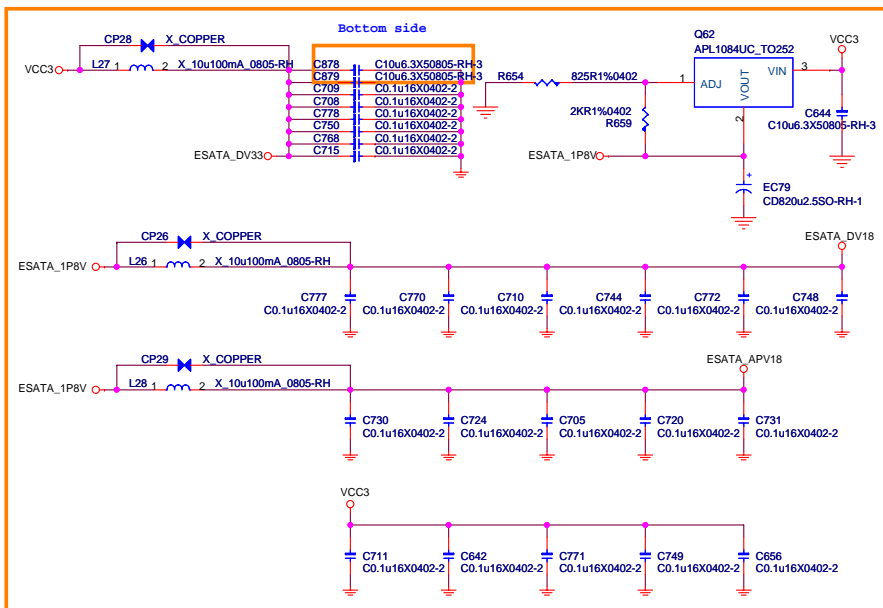 Bottom side
CP28 X_COPPER
VCC3
L27 1 2 X_10u100mA_0805-RH
C878 C10u6.3X50805-RH-3
C879 C10u6.3X50805-RH-3
C709 C0.1u16X0402-2
C708 C0.1u16X0402-2
C778 C0.1u16X0402-2
C750 C0.1u16X0402-2
C768 C0.1u16X0402-2
C715 C0.1u16X0402-2
ESATA_DV33
Q62
APL1084UC_TO252
VCC3
R654 825R1%0402
1 ADJ VOUT VIN 3
2
2KR1%0402
R659
C644
C10u6.3X50805-RH-3
ESATA_1P8V
+
EC79
CD820u2.5SO-RH-1
CP26 X_COPPER
ESATA_1P8V
L26 1 2 X_10u100mA_0805-RH
ESATA_DV18
C777 C770 C710 C744 C772 C748
C0.1u16X0402-2 C0.1u16X0402-2 C0.1u16X0402-2 C0.1u16X0402-2 C0.1u16X0402-2 C0.1u16X0402-2
CP29 X_COPPER
ESATA_1P8V
L28 1 2 X_10u100mA_0805-RH
ESATA_APV18
C730 C724 C705 C720 C731
C0.1u16X0402-2 C0.1u16X0402-2 C0.1u16X0402-2 C0.1u16X0402-2 C0.1u16X0402-2
VCC3
C711 C642 C771 C749 C656
C0.1u16X0402-2 C0.1u16X0402-2 C0.1u16X0402-2 C0.1u16X0402-2 C0.1u16X0402-2